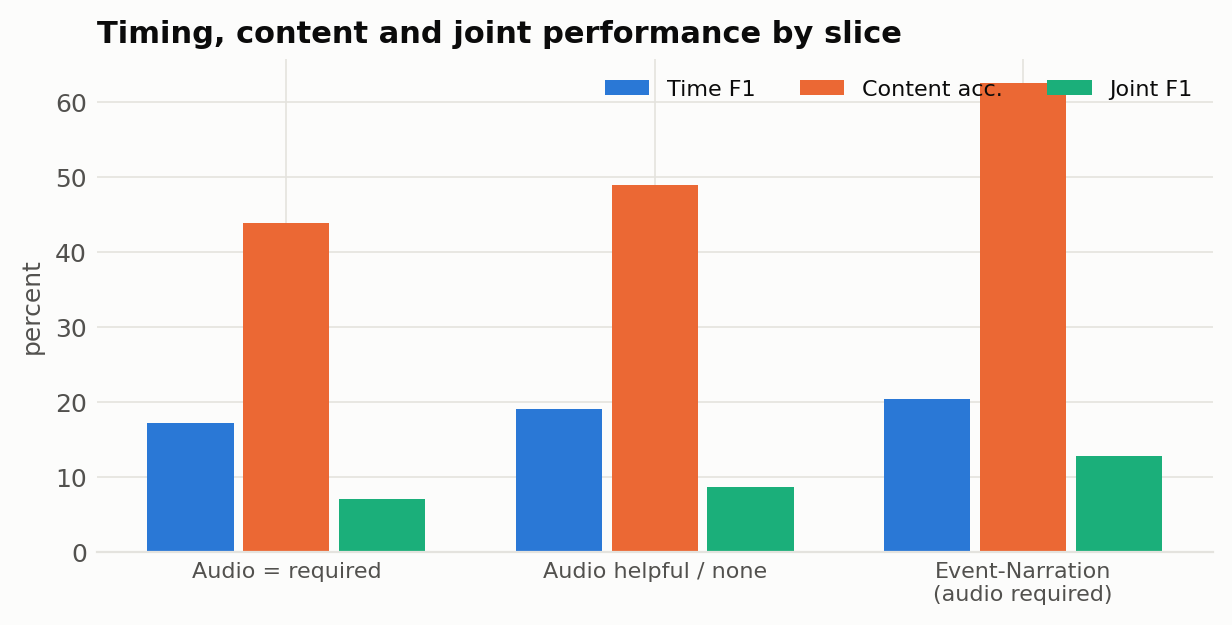 Timing, content and joint performance by slice
Time F1 Content acc. Joint F1
percent
60
50
40
30
20
10
0
Audio = required Audio helpful / none Event-Narration
(audio required)